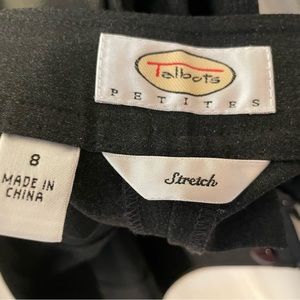 Talbots
PETITES
8
MADE IN
CHINA
Stretch